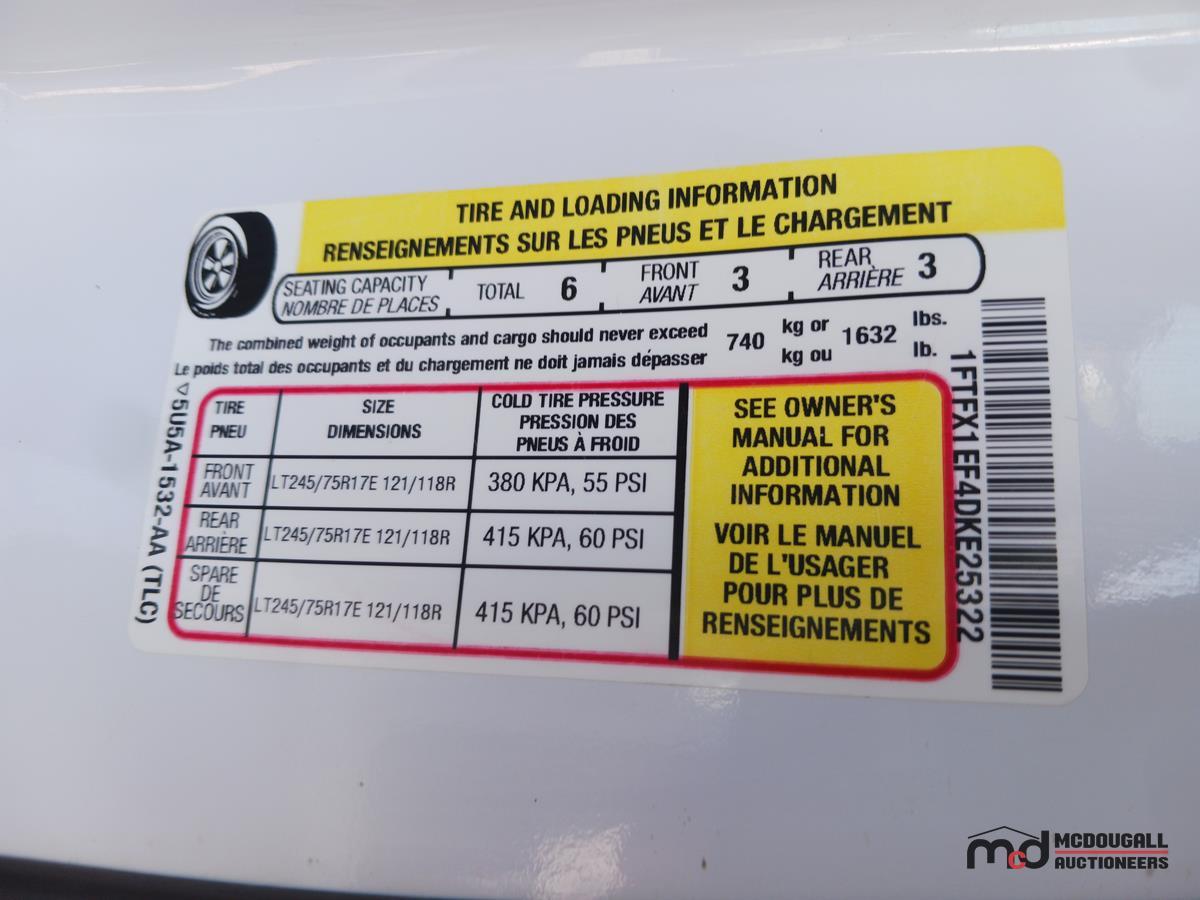 TIRE AND LOADING INFORMATION
RENSEIGNEMENTS SUR LES PNEUS ET LE CHARGEMENT
SEATING CAPACITY
NOMBRE DE PLACES
TOTAL 6
FRONT
AVANT
3
REAR
ARRIÈRE
3
The combined weight of occupants and cargo should never exceed
Le poids total des occupants et du chargement ne doit jamais dépasser
740
kg or
kg ou
1632
lbs.
lb.
TIRE
PNEU
SIZE
DIMENSIONS
COLD TIRE PRESSURE
PRESSION DES
PNEUS À FROID
FRONT
AVANT
LT245/75R17E 121/118R
380 KPA, 55 PSI
REAR
ARRIÈRE
LT245/75R17E 121/118R
415 KPA, 60 PSI
SPARE
DE
SECOURS
LT245/75R17E 121/118R
415 KPA, 60 PSI
SEE OWNER'S
MANUAL FOR
ADDITIONAL
INFORMATION
VOIR LE MANUEL
DE L'USAGER
POUR PLUS DE
RENSEIGNEMENTS
▽5U5A-1532-AA (TLC)
1FTFX1EF4DKE25322
mcd MCDOUGALL
AUCTIONEERS